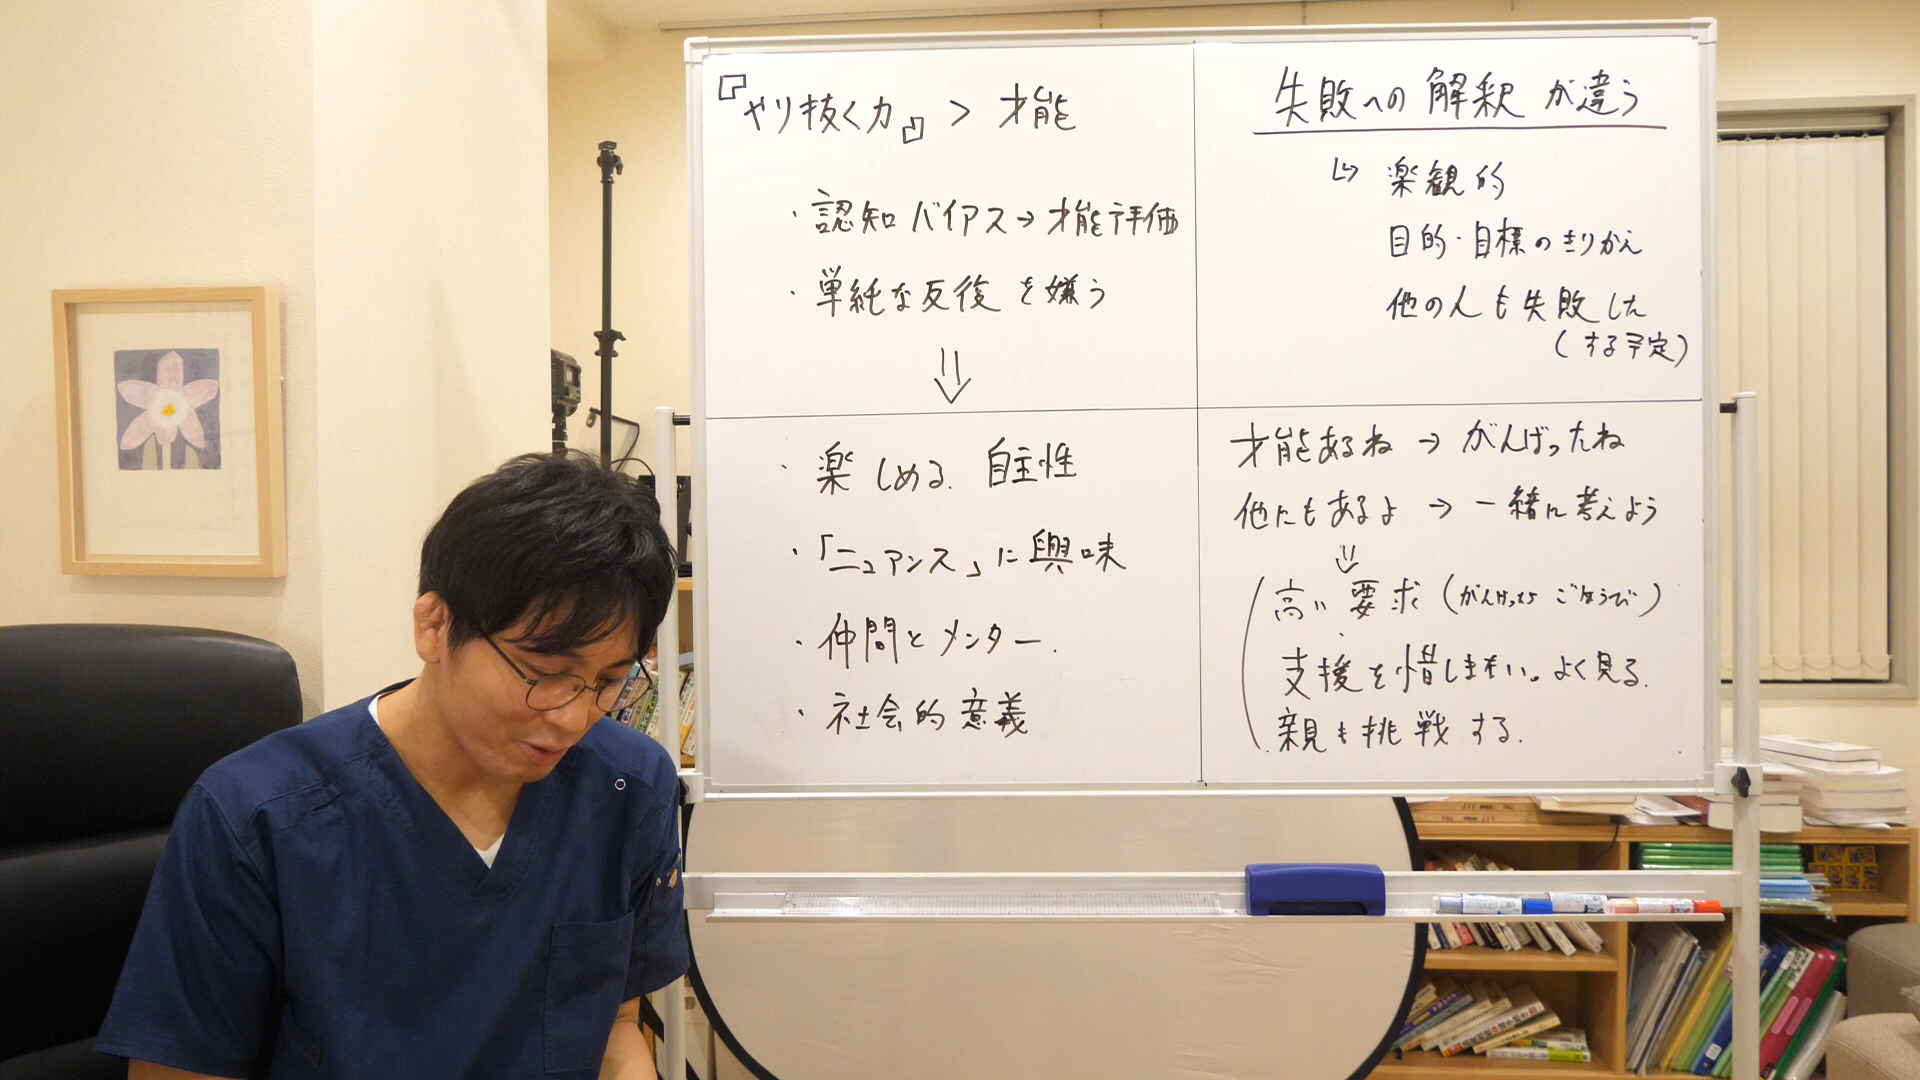 『やり抜く力』 > 才能
・認知バイアス→才能評価
・単純な反復を嫌う
⇓
・楽しめる. 自主性
・「ニュアンス」に興味
・仲間とメンター.
・社会的意義
失敗への解釈が違う
↳ 楽観的
目的・目標のきりかえ
他の人も失敗した
(する予定)
才能あるね → がんばったね
他にもあるよ → 一緒に考えよう
⇓
高い要求 (がんばったら ごほうび)
支援を惜しまない。よく見る.
親も挑戦する.